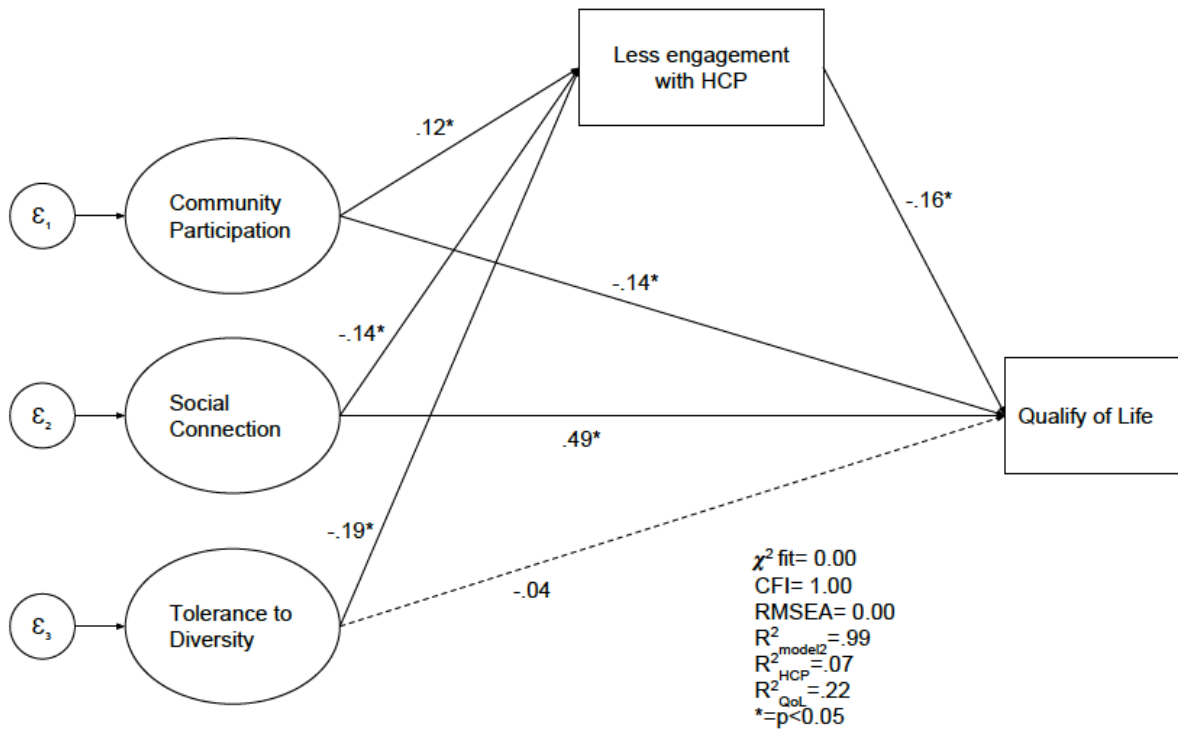 Less engagement
with HCP
.12*
ε₁
Community
Participation
-.16*
-.14*
-.14*
ε₂
Social
Connection
.49*
Qualify of Life
-.19*
ε₃
Tolerance to
Diversity
-.04
χ² fit= 0.00
CFI= 1.00
RMSEA= 0.00
R²model2=.99
R²HCP=.07
R²QoL=.22
*=p<0.05